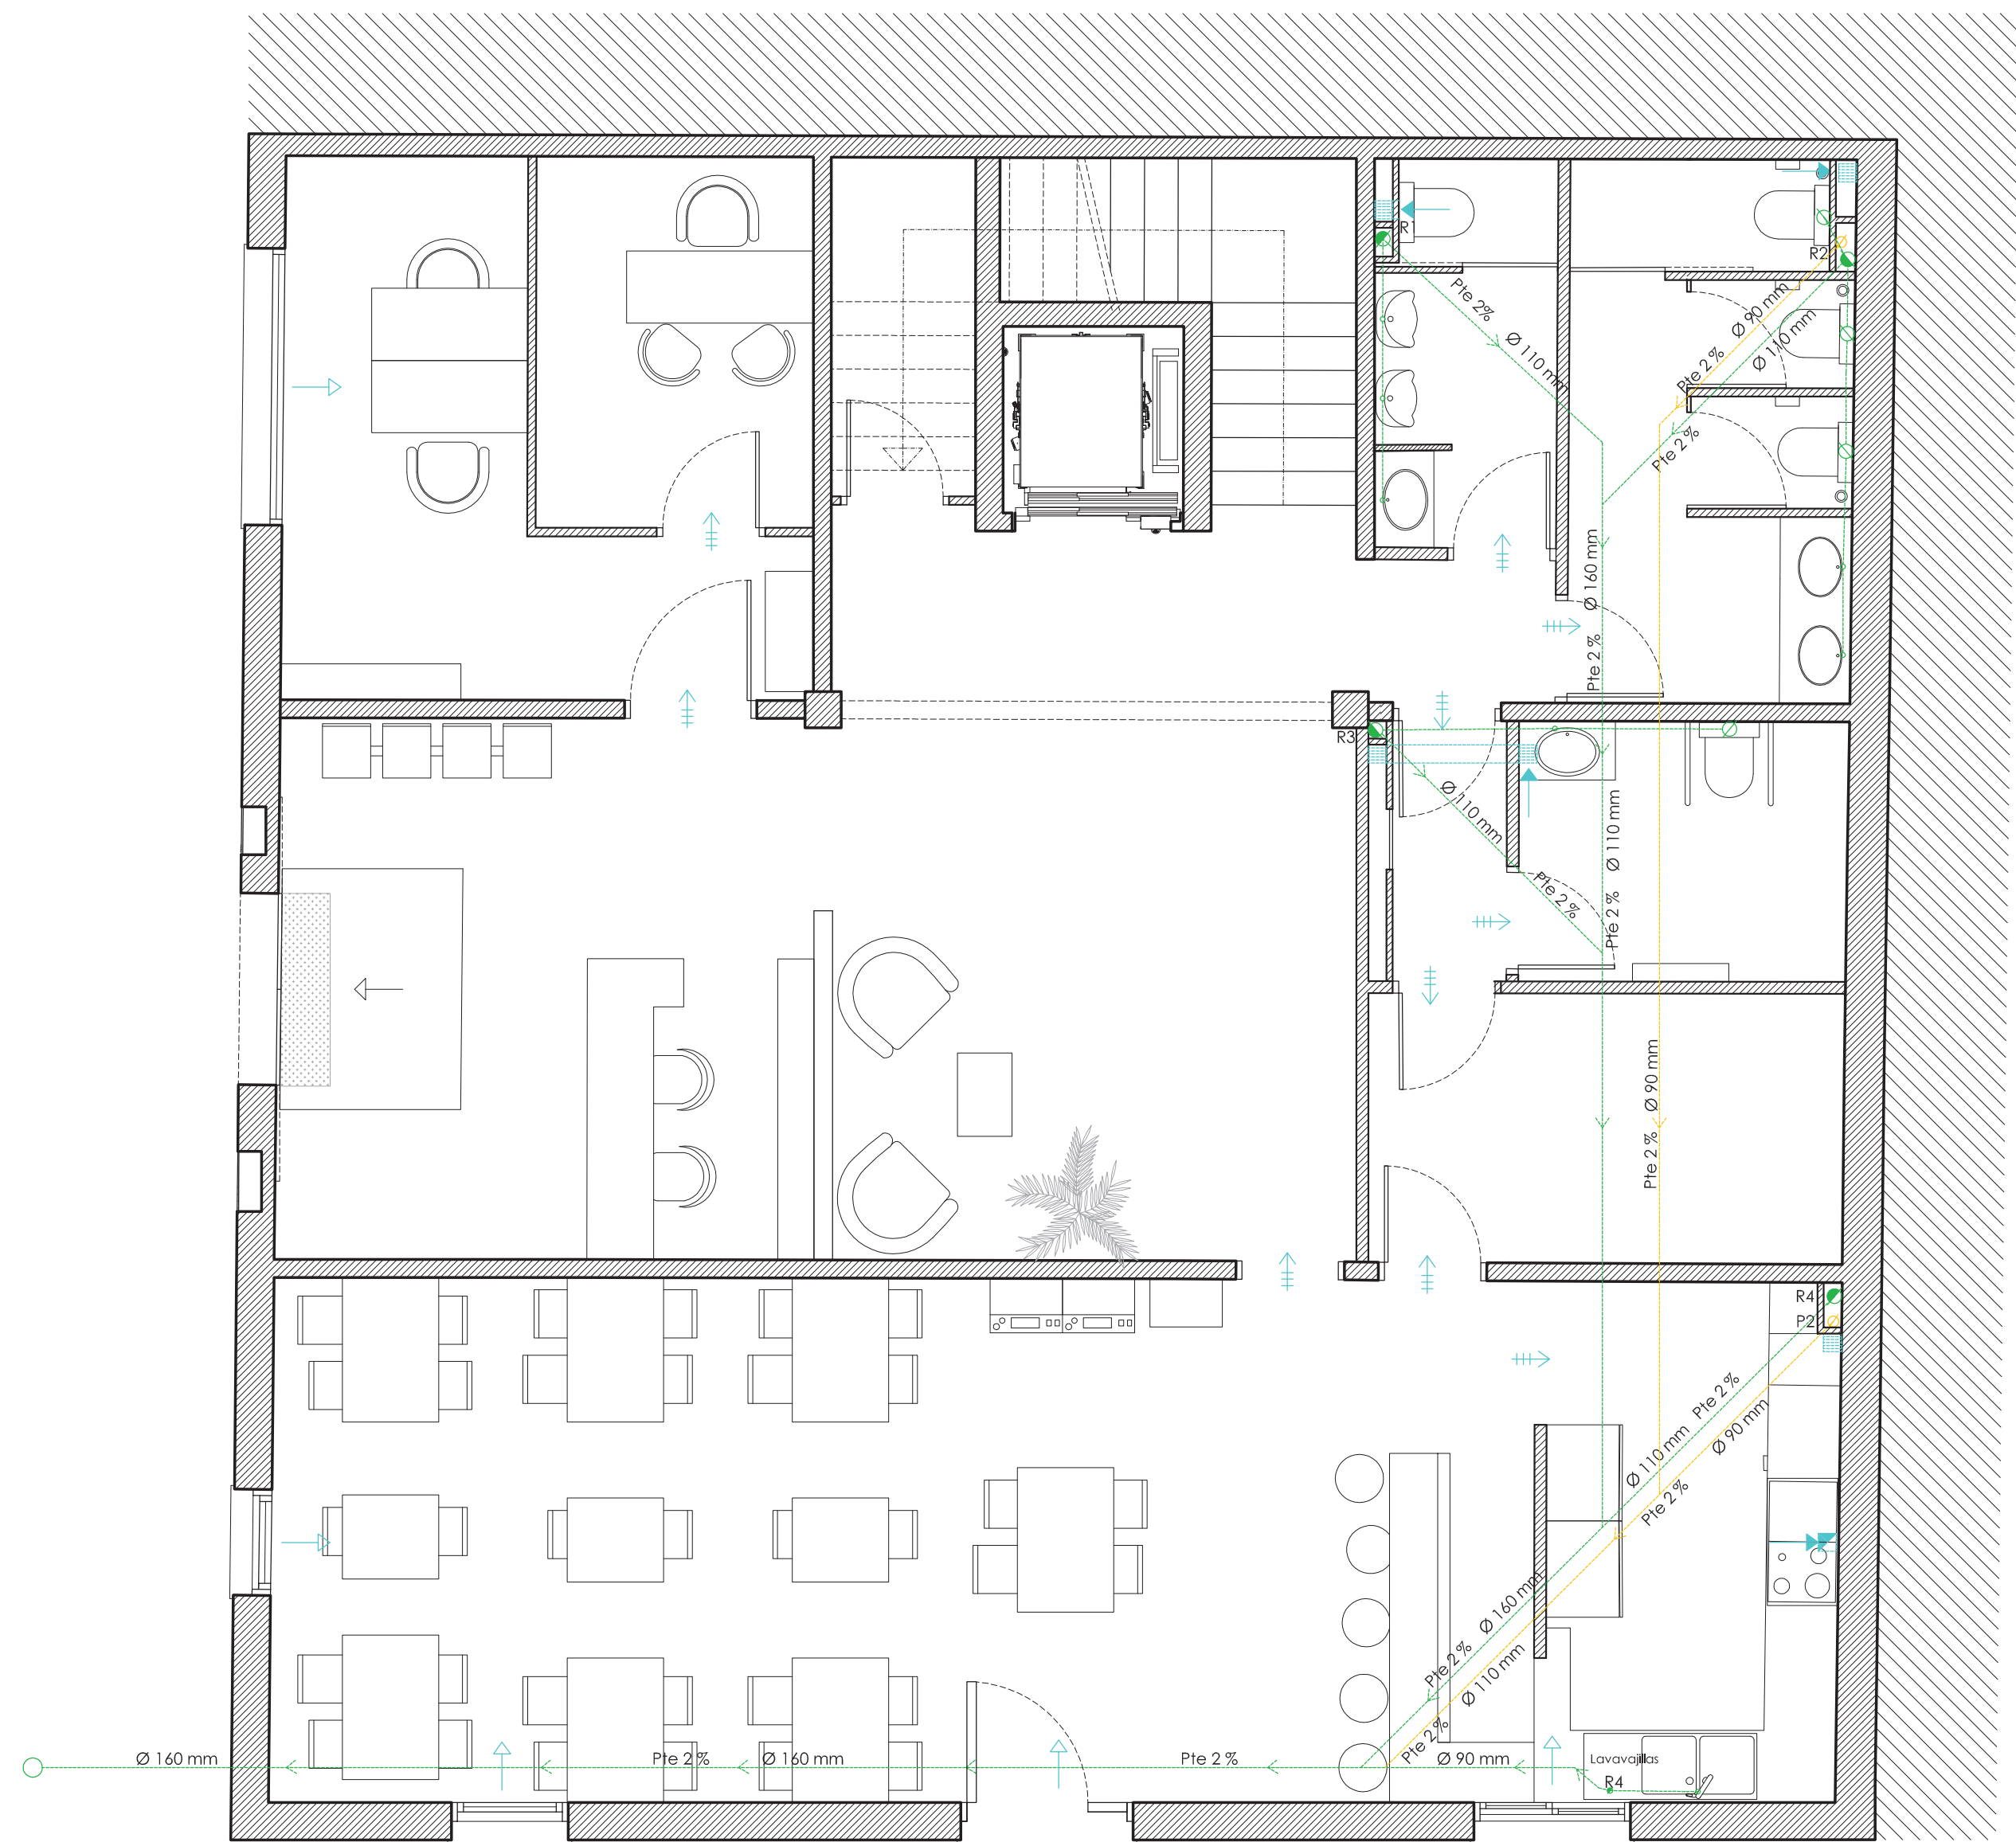 R1
R2
Pte 2%
Ø 110 mm
Ø 90 mm
Pte 2 %
Ø 110 mm
Pte 2 %
Ø 160 mm
Pte 2 %
R3
Ø 110 mm
Pte 2 %
Ø 110 mm
Pte 2 %
Ø 90 mm
Pte 2 %
R4
P2
Pte 2 %
Ø 110 mm
Ø 90 mm
Pte 2 %
Ø 160 mm
Pte 2 %
Ø 110 mm
Pte 2 %
Ø 160 mm
Pte 2 %
Ø 160 mm
Pte 2 %
Ø 90 mm
Lavavajillas
R4